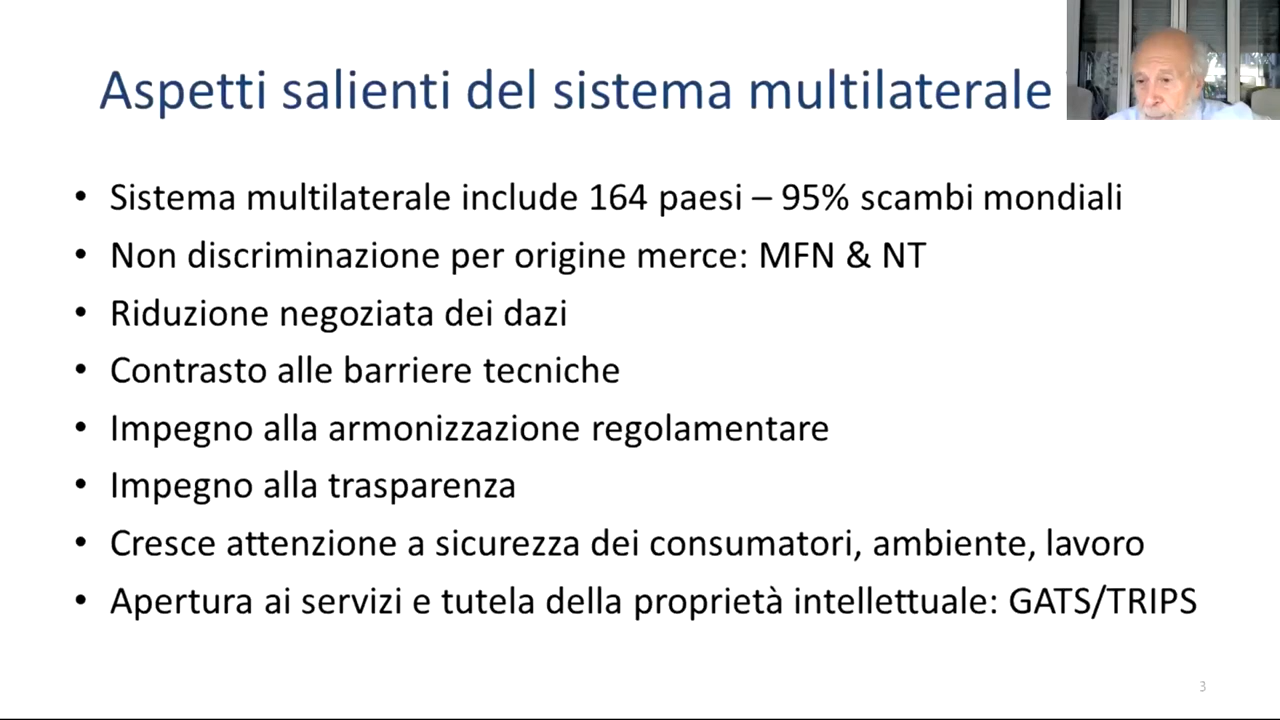 Aspetti salienti del sistema multilaterale
• Sistema multilaterale include 164 paesi – 95% scambi mondiali
• Non discriminazione per origine merce: MFN & NT
• Riduzione negoziata dei dazi
• Contrasto alle barriere tecniche
• Impegno alla armonizzazione regolamentare
• Impegno alla trasparenza
• Cresce attenzione a sicurezza dei consumatori, ambiente, lavoro
• Apertura ai servizi e tutela della proprietà intellettuale: GATS/TRIPS
3